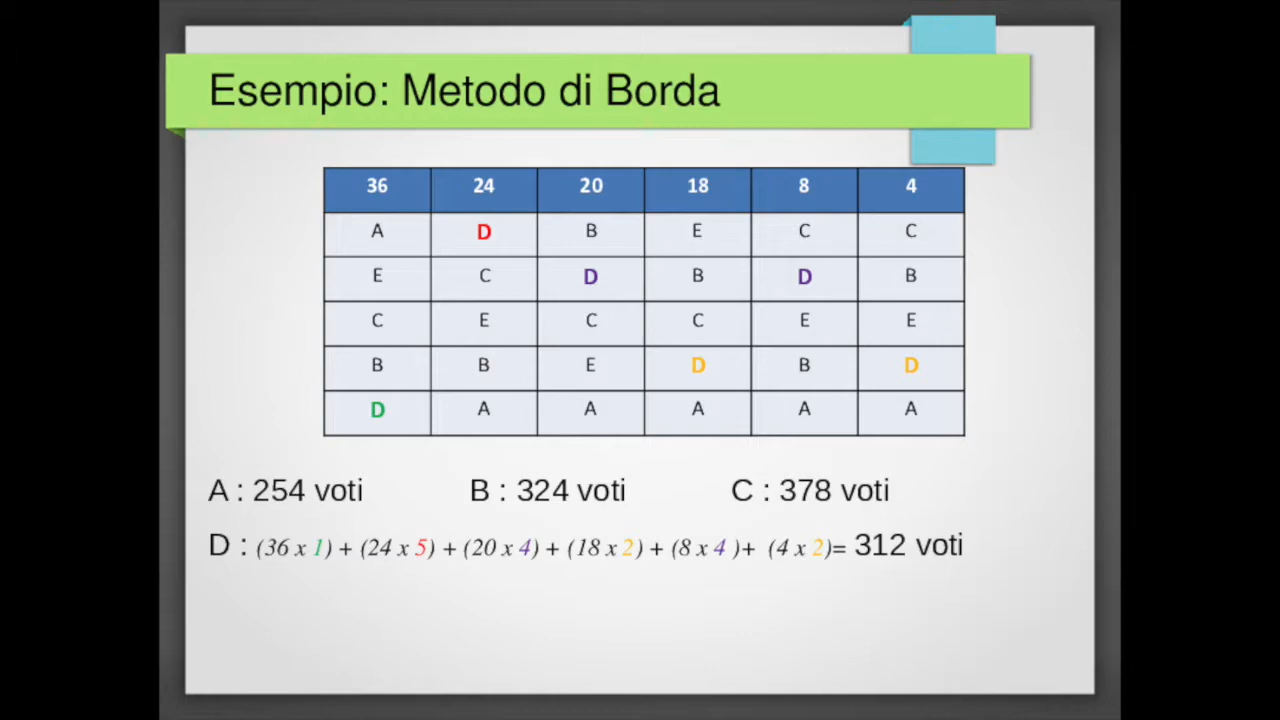 Esempio: Metodo di Borda
36 24 20 18 8 4
A D B E C C
E C D B D B
C E C C E E
B B E D B D
D A A A A A
A : 254 voti B : 324 voti C : 378 voti
D : (36 x 1) + (24 x 5) + (20 x 4) + (18 x 2) + (8 x 4 )+ (4 x 2)= 312 voti